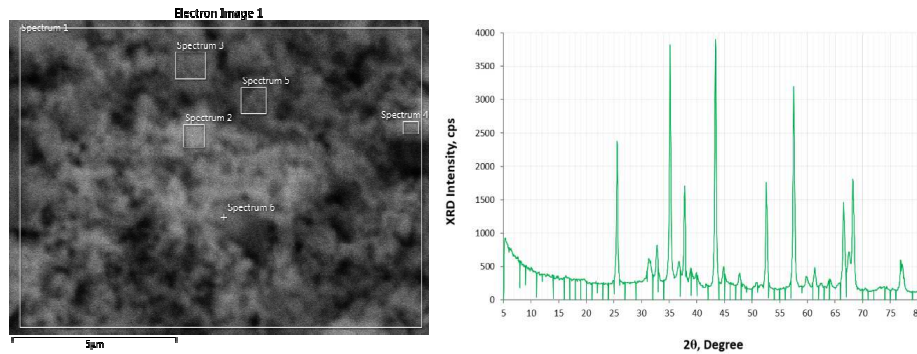 Electron Image 1
Spectrum 1
Spectrum 3
Spectrum 5
Spectrum 4
Spectrum 2
Spectrum 6
5µm
XRD Intensity, cps
4000
3500
3000
2500
2000
1500
1000
500
0
5 10 15 20 25 30 35 40 45 50 55 60 65 70 75 80
2θ, Degree